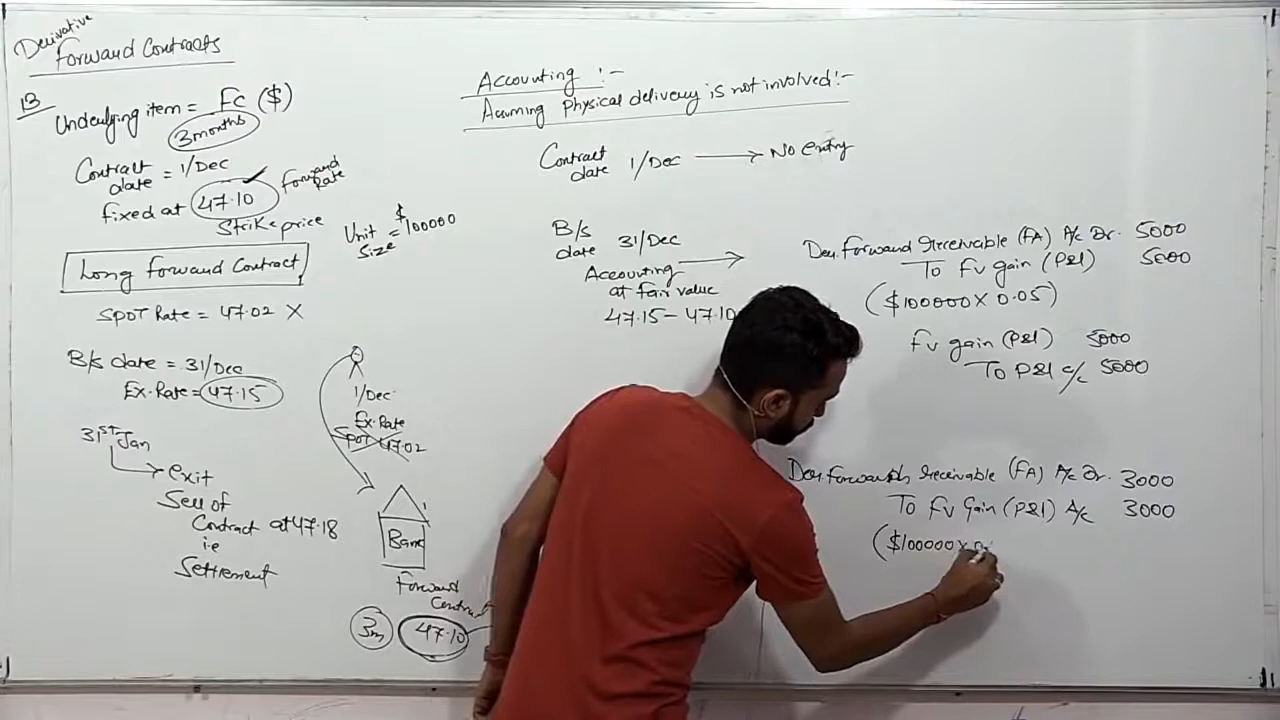 Derivative
Forward Contracts
13
Underlying item = FC ($)
3 months
Contract date = 1/Dec
fixed at 47.10 forward Rate
Strike price
Unit Size = $100000
Long Forward Contract
SPOT Rate = 47.02 X
B/s date = 31/Dec
Ex. Rate = 47.15
31ST Jan
exit
Sell of
Contract at 47.18
i.e
Settlement
1/Dec
Ex. Rate
SPOT 47.02
Bank
Forward
3m 47.10
Accounting :-
Assuming Physical delivery is not involved :-
Contract date 1/Dec → No entry
B/s date 31/Dec
Accounting
at fair value
47.15 - 47.10
Der. forward receivable (FA) A/c Dr. 5000
To FV gain (P&l) 5000
($100000 X 0.05)
FV gain (P&l) 5000
To P&l a/c 5000
(FA) A/c Dr. 3000
To FV Gain (P&l) A/c 3000
($100000 X